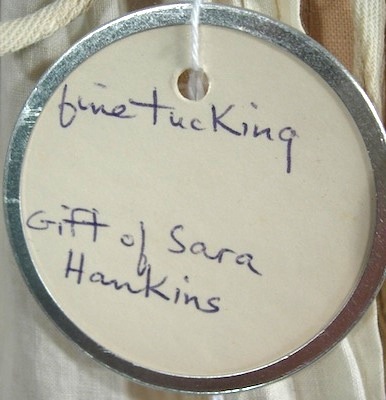 fine tucking
Gift of Sara
Hankins